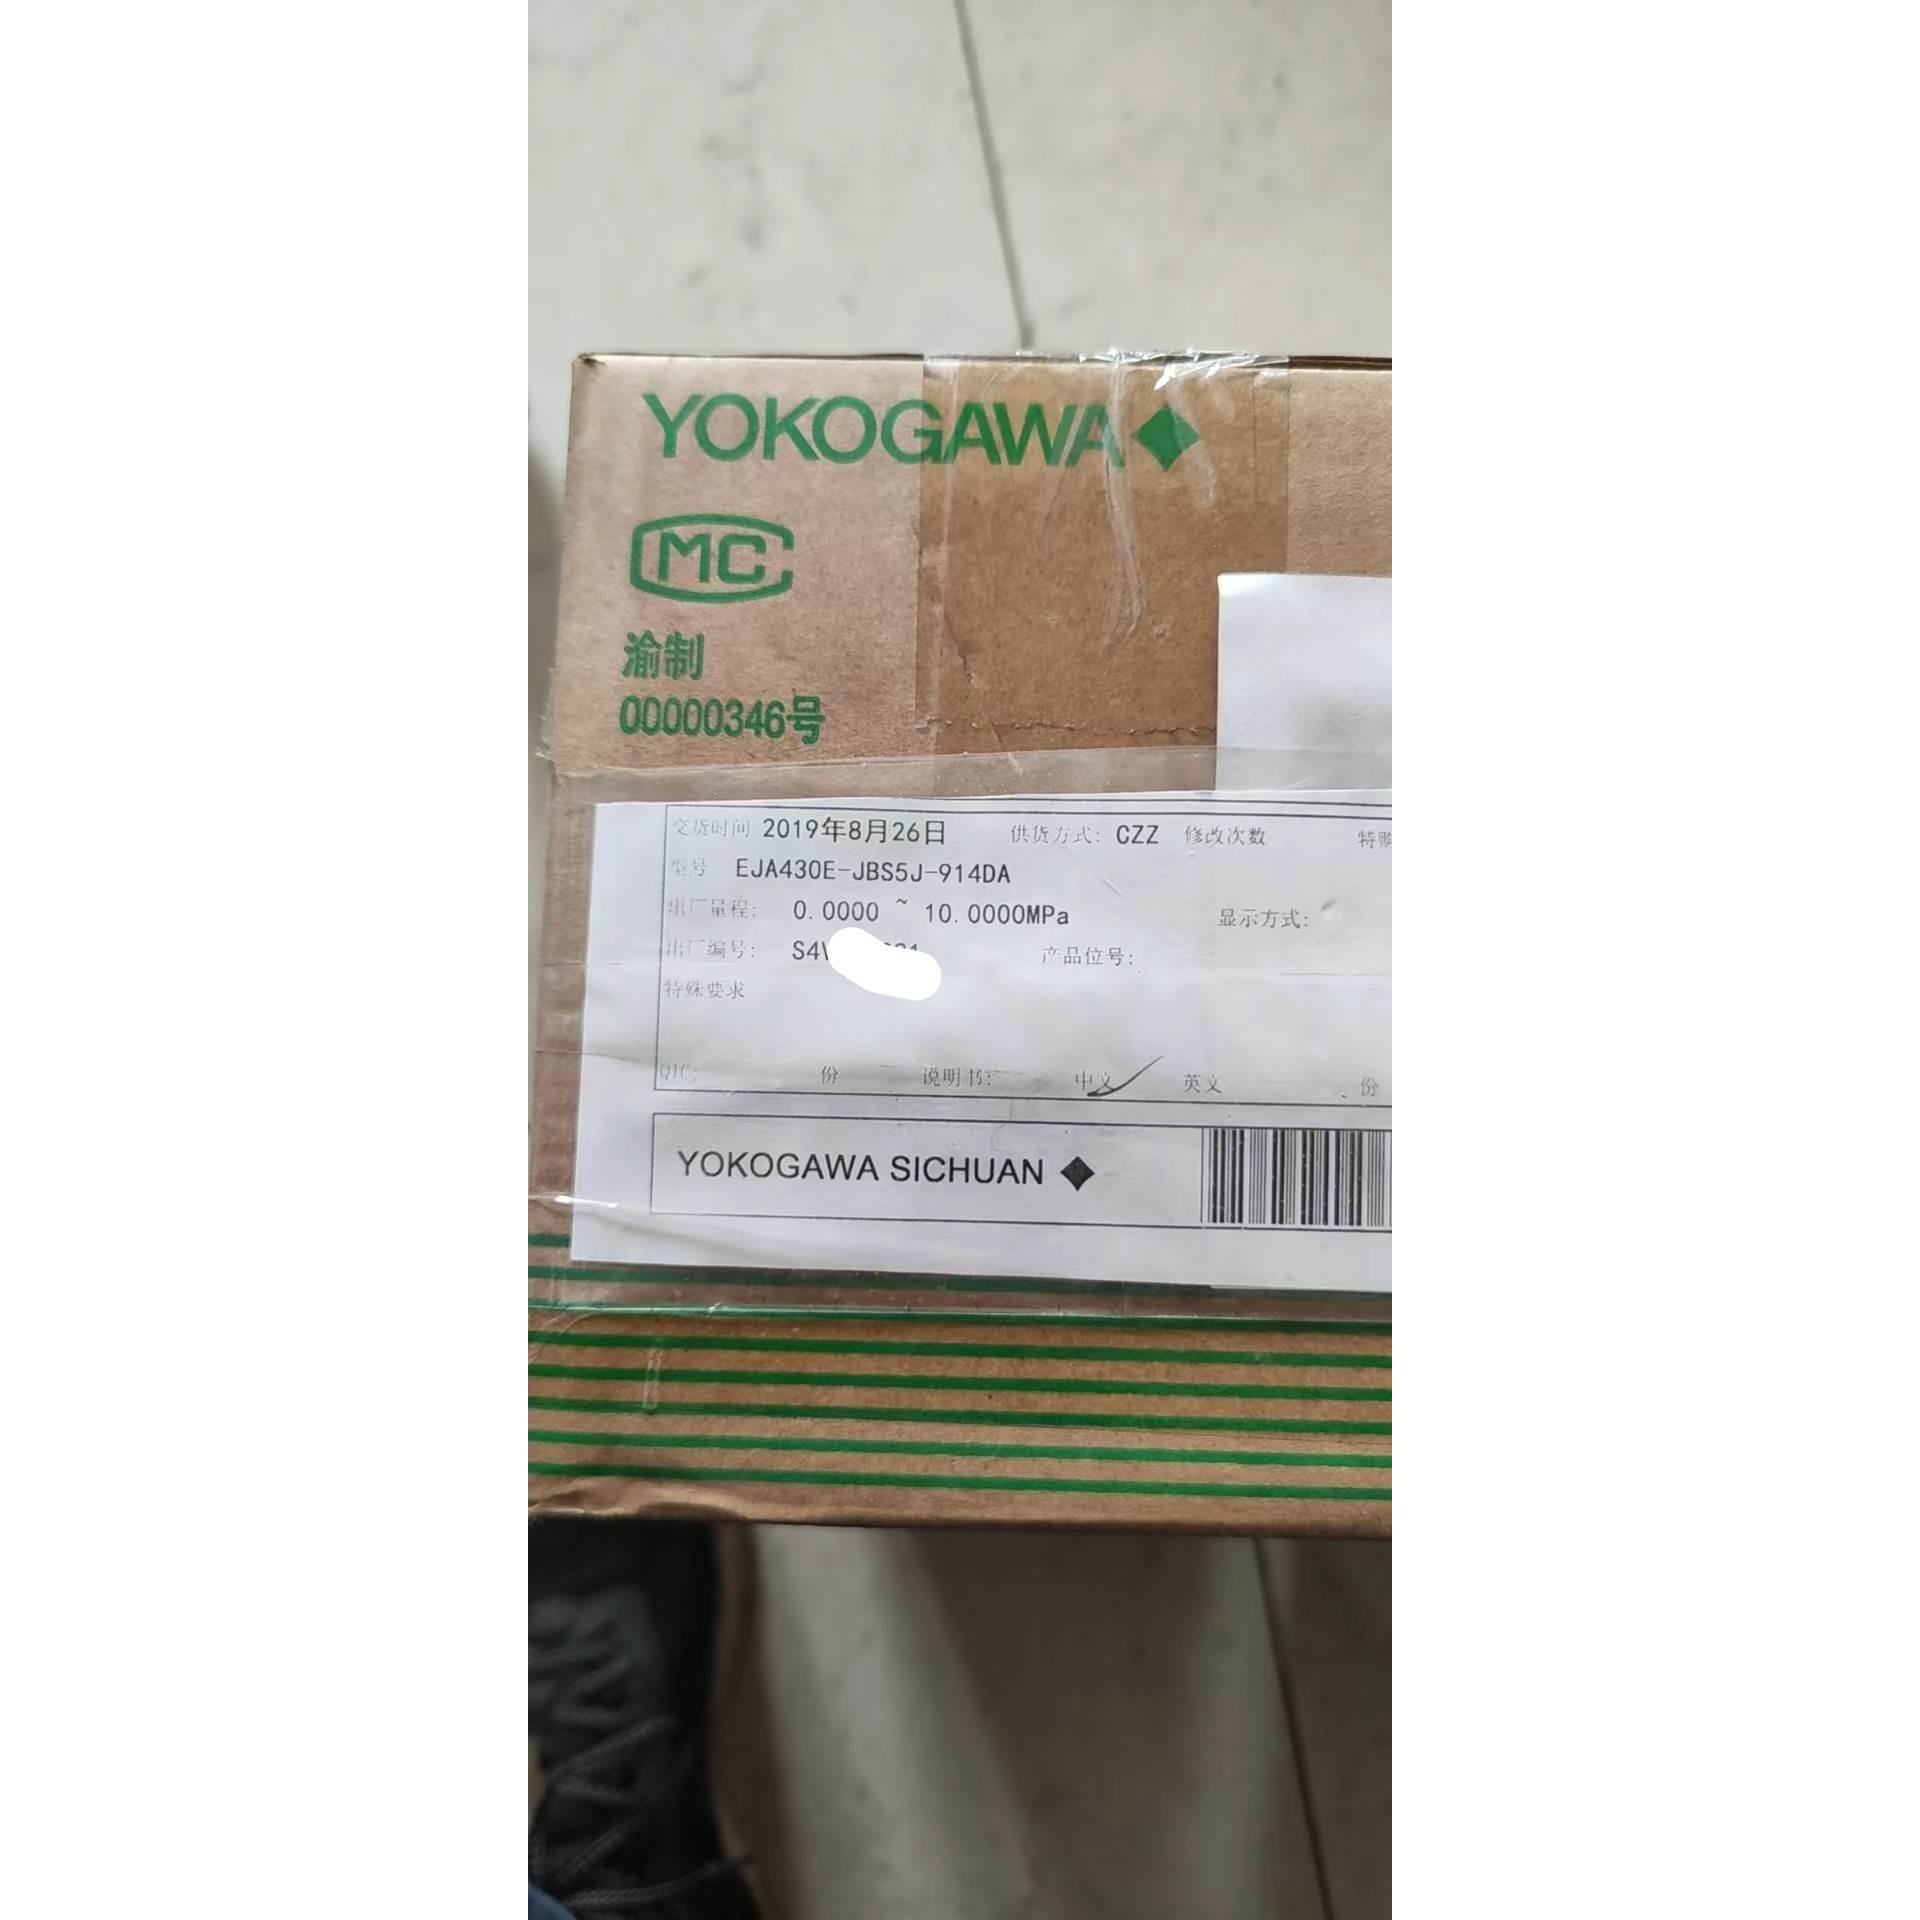 YOKOGAWA
MC
渝制
00000346号
交货时间 2019年8月26日 供货方式: CZZ 修改次数 特购
型号 EJA430E-JBS5J-914DA
出厂量程: 0.0000 ~ 10.0000MPa 显示方式:
出厂编号: S4 产品位号:
特殊要求
QIC: 份 说明书: 中文 英文 份
YOKOGAWA SICHUAN